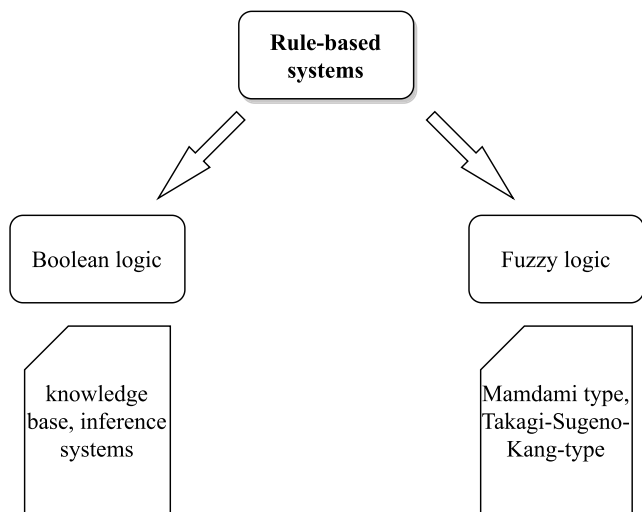 Rule-based
systems
Boolean logic
Fuzzy logic
knowledge
base, inference
systems
Mamdami type,
Takagi-Sugeno-
Kang-type